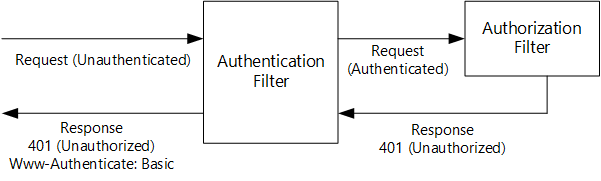 Request (Unauthenticated)
Authentication
Filter
Request
(Authenticated)
Authorization
Filter
Response
401 (Unauthorized)
Www-Authenticate: Basic
Response
401 (Unauthorized)